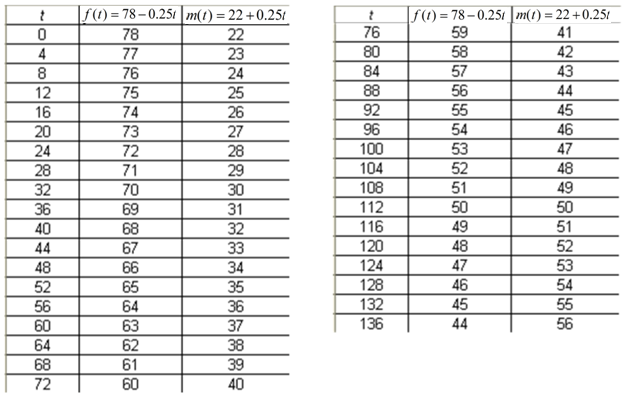 t f(t) = 78 − 0.25t m(t) = 22 + 0.25t
0 78 22
4 77 23
8 76 24
12 75 25
16 74 26
20 73 27
24 72 28
28 71 29
32 70 30
36 69 31
40 68 32
44 67 33
48 66 34
52 65 35
56 64 36
60 63 37
64 62 38
68 61 39
72 60 40
t f(t) = 78 − 0.25t m(t) = 22 + 0.25t
76 59 41
80 58 42
84 57 43
88 56 44
92 55 45
96 54 46
100 53 47
104 52 48
108 51 49
112 50 50
116 49 51
120 48 52
124 47 53
128 46 54
132 45 55
136 44 56